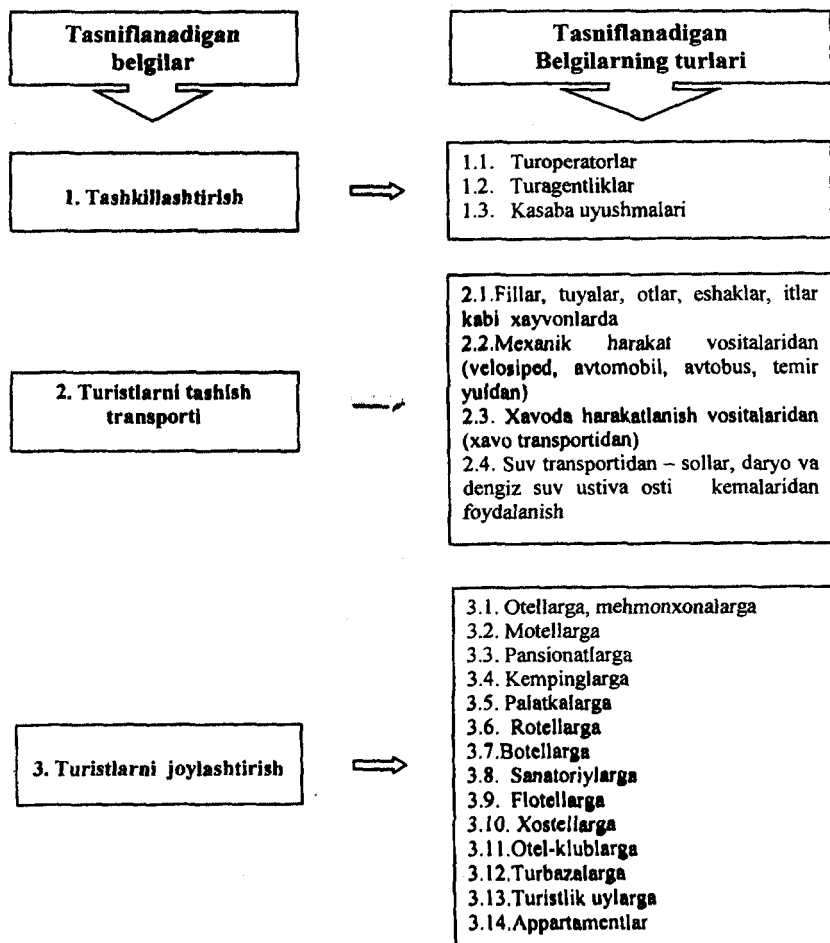 Tasniflanadigan
belgilar
Tasniflanadigan
Belgilarning turlari
1. Tashkillashtirish
1.1. Turoperatorlar
1.2. Turagentliklar
1.3. Kasaba uyushmalari
2. Turistlarni tashish
transporti
2.1.Fillar, tuyalar, otlar, eshaklar, itlar
kabi xayvonlarda
2.2.Mexanik harakat vositalaridan
(velosiped, avtomobil, avtobus, temir
yuldan)
2.3. Xavoda harakatlanish vositalaridan
(xavo transportidan)
2.4. Suv transportidan – sollar, daryo va
dengiz suv ustiva osti kemalaridan
foydalanish
3. Turistlarni joylashtirish
3.1. Otellarga, mehmonxonalarga
3.2. Motellarga
3.3. Pansionatlarga
3.4. Kempinglarga
3.5. Palatkalarga
3.6. Rotellarga
3.7.Botellarga
3.8. Sanatoriylarga
3.9. Flotellarga
3.10. Xostellarga
3.11.Otel-klublarga
3.12.Turbazalarga
3.13.Turistlik uylarga
3.14.Appartamentlar